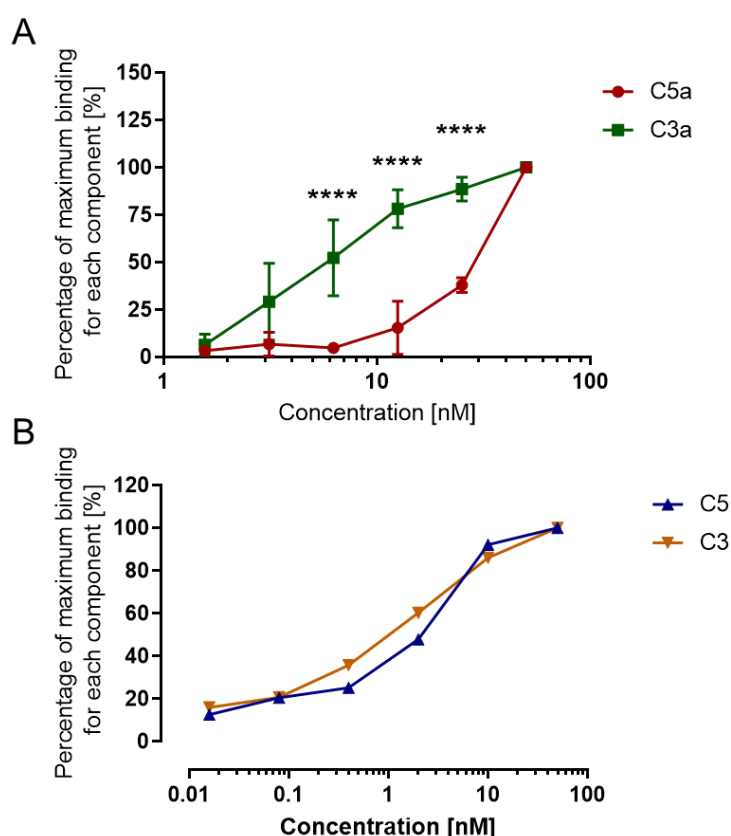 A
Percentage of maximum binding
for each component [%]
150
125
100
75
50
25
0
****
****
****
C5a
C3a
1
10
100
Concentration [nM]
B
Percentage of maximum binding
for each component [%]
120
100
80
60
40
20
0
C5
C3
0.01
0.1
1
10
100
Concentration [nM]